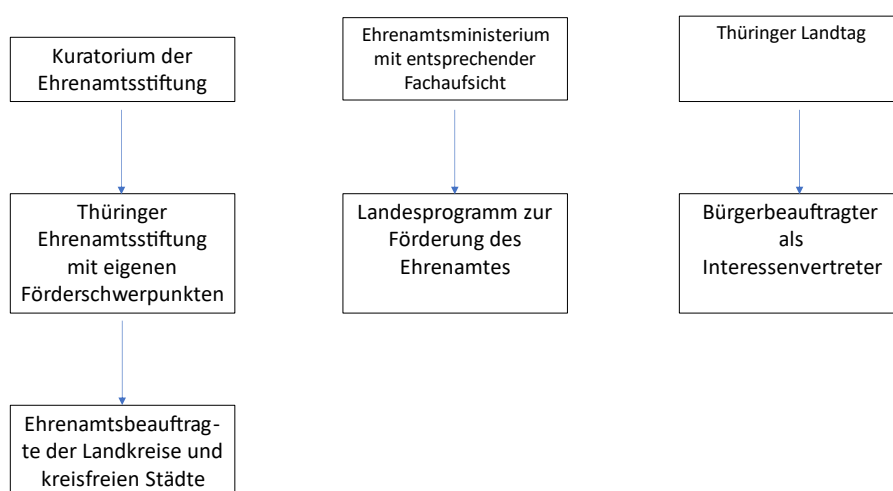 Kuratorium der
Ehrenamtsstiftung
Ehrenamtsministerium
mit entsprechender
Fachaufsicht
Thüringer Landtag
Thüringer
Ehrenamtsstiftung
mit eigenen
Förderschwerpunkten
Landesprogramm zur
Förderung des
Ehrenamtes
Bürgerbeauftragter
als
Interessenvertreter
Ehrenamtsbeauftrag-
te der Landkreise und
kreisfreien Städte